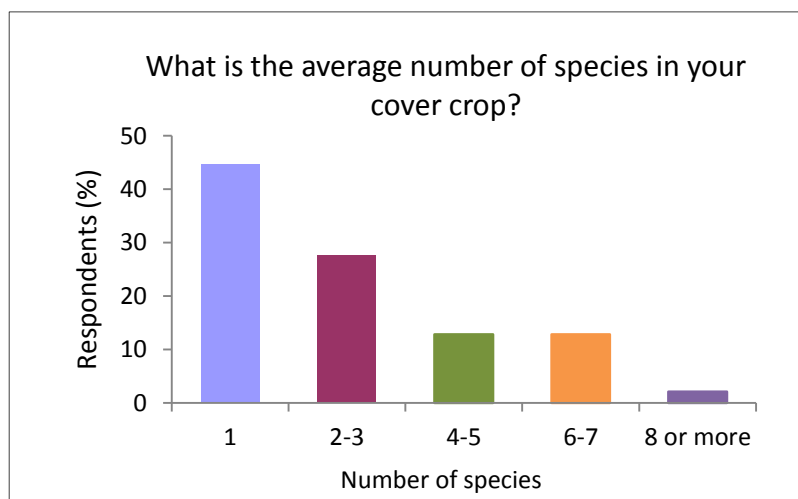 What is the average number of species in your
cover crop?
Respondents (%)
50
40
30
20
10
0
1
2-3
4-5
6-7
8 or more
Number of species